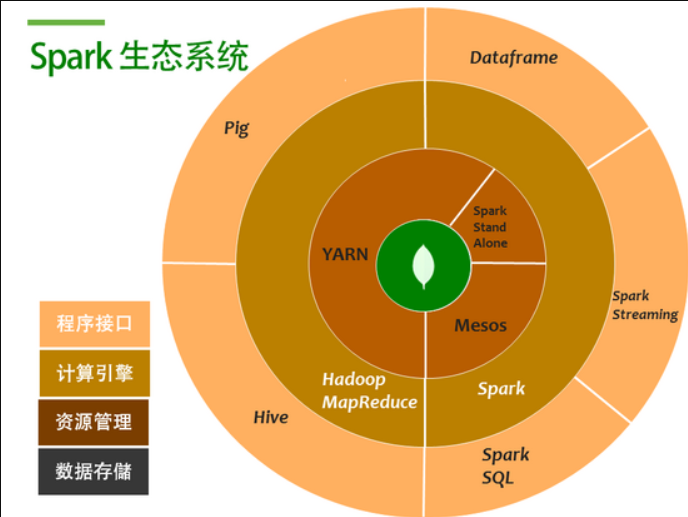 Spark 生态系统
Dataframe
Pig
Spark
Stand
Alone
YARN
Spark
Streaming
程序接口
Mesos
计算引擎
Hadoop
MapReduce
Spark
资源管理
Hive
Spark
SQL
数据存储